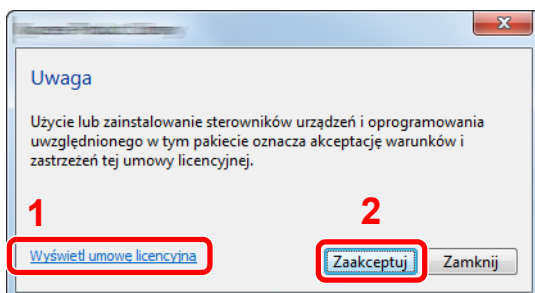 Uwaga
Użycie lub zainstalowanie sterowników urządzeń i oprogramowania
uwzględnionego w tym pakiecie oznacza akceptację warunków i
zastrzeżeń tej umowy licencyjnej.
1
2
Wyświetl umowę licencyjną
Zaakceptuj
Zamknij